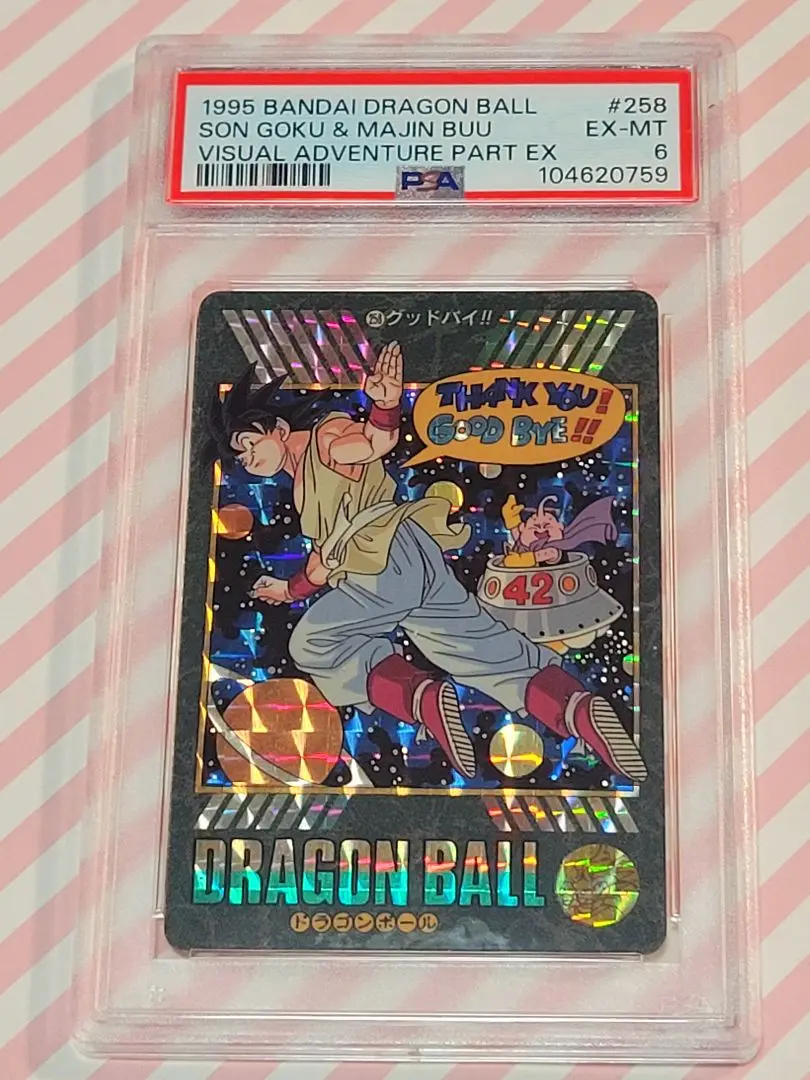 1995 BANDAI DRAGON BALL #258
SON GOKU & MAJIN BUU EX-MT
VISUAL ADVENTURE PART EX 6
PSA 104620759
グッドバイ!!
THANK YOU!
GOOD BYE!!
42
DRAGON BALL
ドラゴンボール